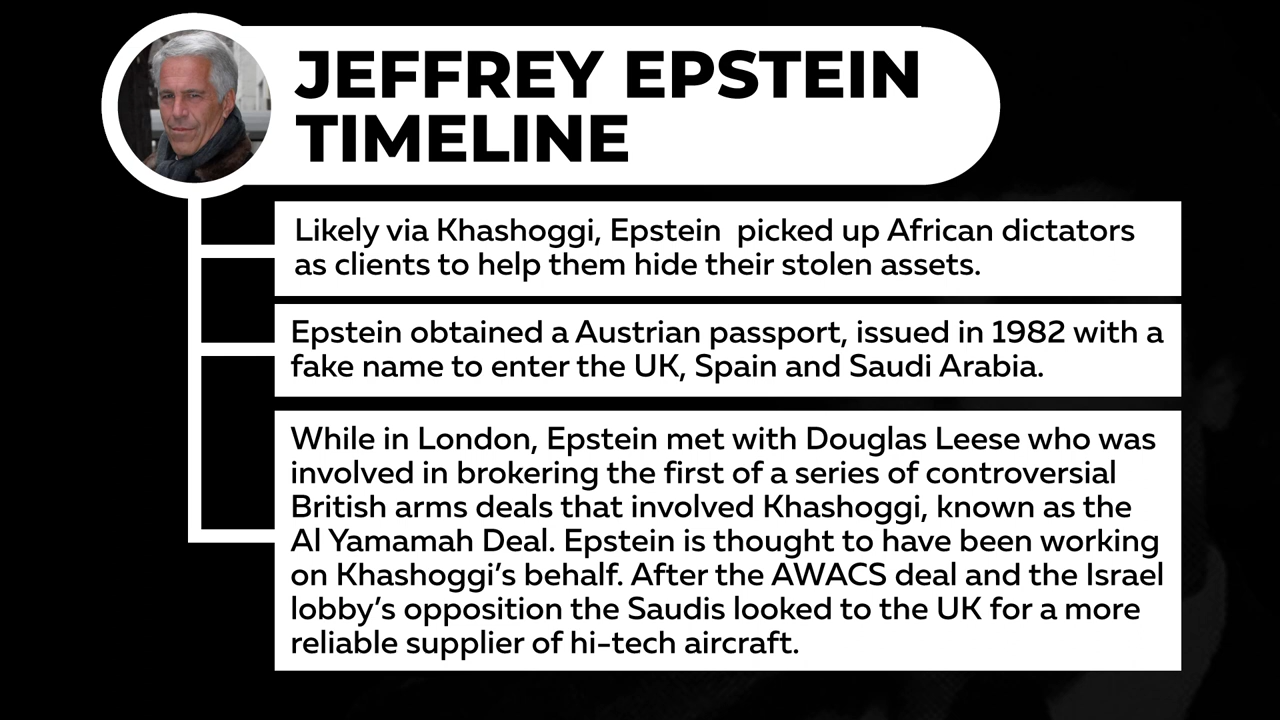 JEFFREY EPSTEIN
TIMELINE
Likely via Khashoggi, Epstein  picked up African dictators
as clients to help them hide their stolen assets.
Epstein obtained a Austrian passport, issued in 1982 with a
fake name to enter the UK, Spain and Saudi Arabia.
While in London, Epstein met with Douglas Leese who was
involved in brokering the first of a series of controversial
British arms deals that involved Khashoggi, known as the
Al Yamamah Deal. Epstein is thought to have been working
on Khashoggi’s behalf. After the AWACS deal and the Israel
lobby’s opposition the Saudis looked to the UK for a more
reliable supplier of hi-tech aircraft.